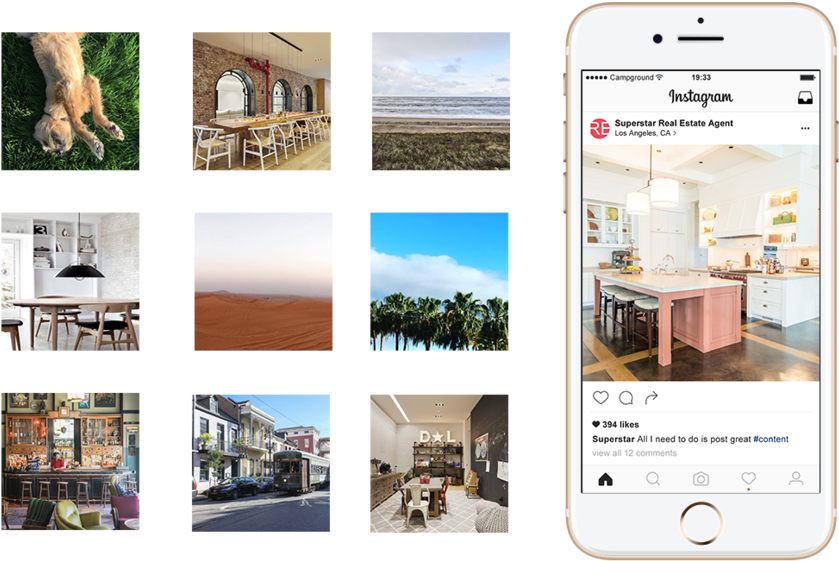 3
D★L
Campground
19:33
Instagram
RE
Superstar Real Estate Agent
Los Angeles, CA >
394 likes
Superstar All I need to do is post great #content
view all 12 comments